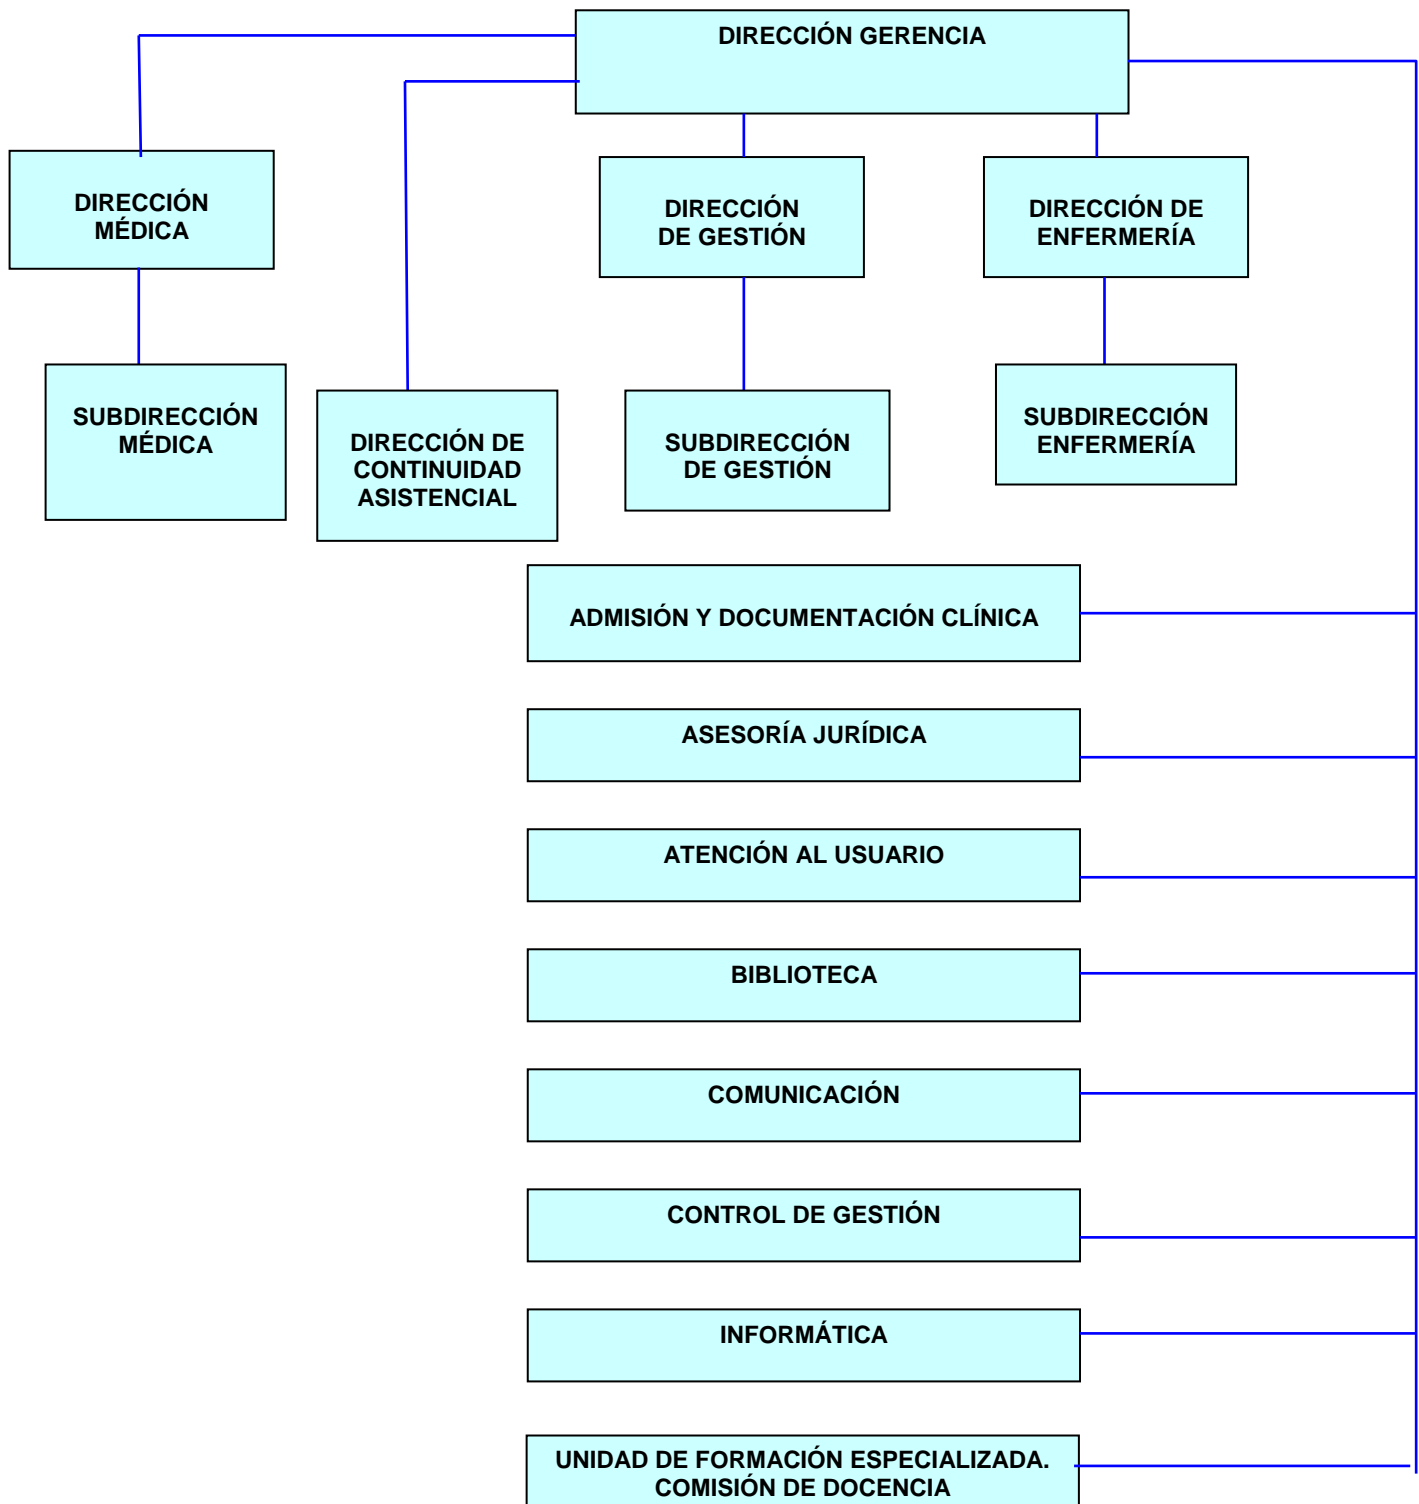 DIRECCIÓN GERENCIA
DIRECCIÓN
MÉDICA
DIRECCIÓN
DE GESTIÓN
DIRECCIÓN DE
ENFERMERÍA
SUBDIRECCIÓN
MÉDICA
DIRECCIÓN DE
CONTINUIDAD
ASISTENCIAL
SUBDIRECCIÓN
DE GESTIÓN
SUBDIRECCIÓN
ENFERMERÍA
ADMISIÓN Y DOCUMENTACIÓN CLÍNICA
ASESORÍA JURÍDICA
ATENCIÓN AL USUARIO
BIBLIOTECA
COMUNICACIÓN
CONTROL DE GESTIÓN
INFORMÁTICA
UNIDAD DE FORMACIÓN ESPECIALIZADA.
COMISIÓN DE DOCENCIA